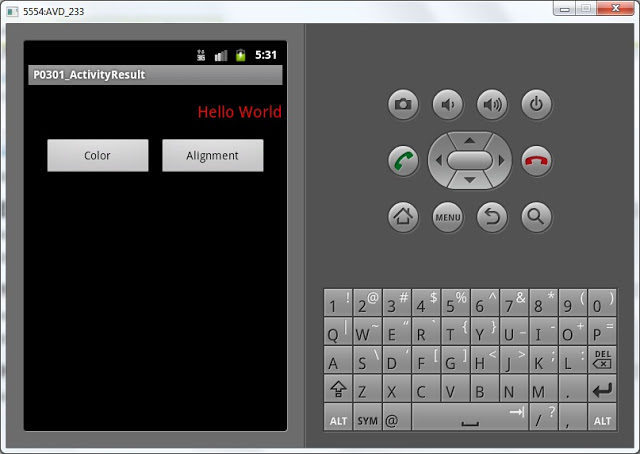 5554:AVD_233
3G 5:31
P0301_ActivityResult
Hello World
Color Alignment
MENU
1 ! 2 @ 3 # 4 $ 5 % 6 ^ 7 & 8 * 9 ( 0 )
Q | W ~ E " R ` T { Y } U _ I - O + P =
A S \ D ' F [ G ] H < J > K ; L : DEL
Z X C V B N M .
ALT SYM @ / ? , ALT